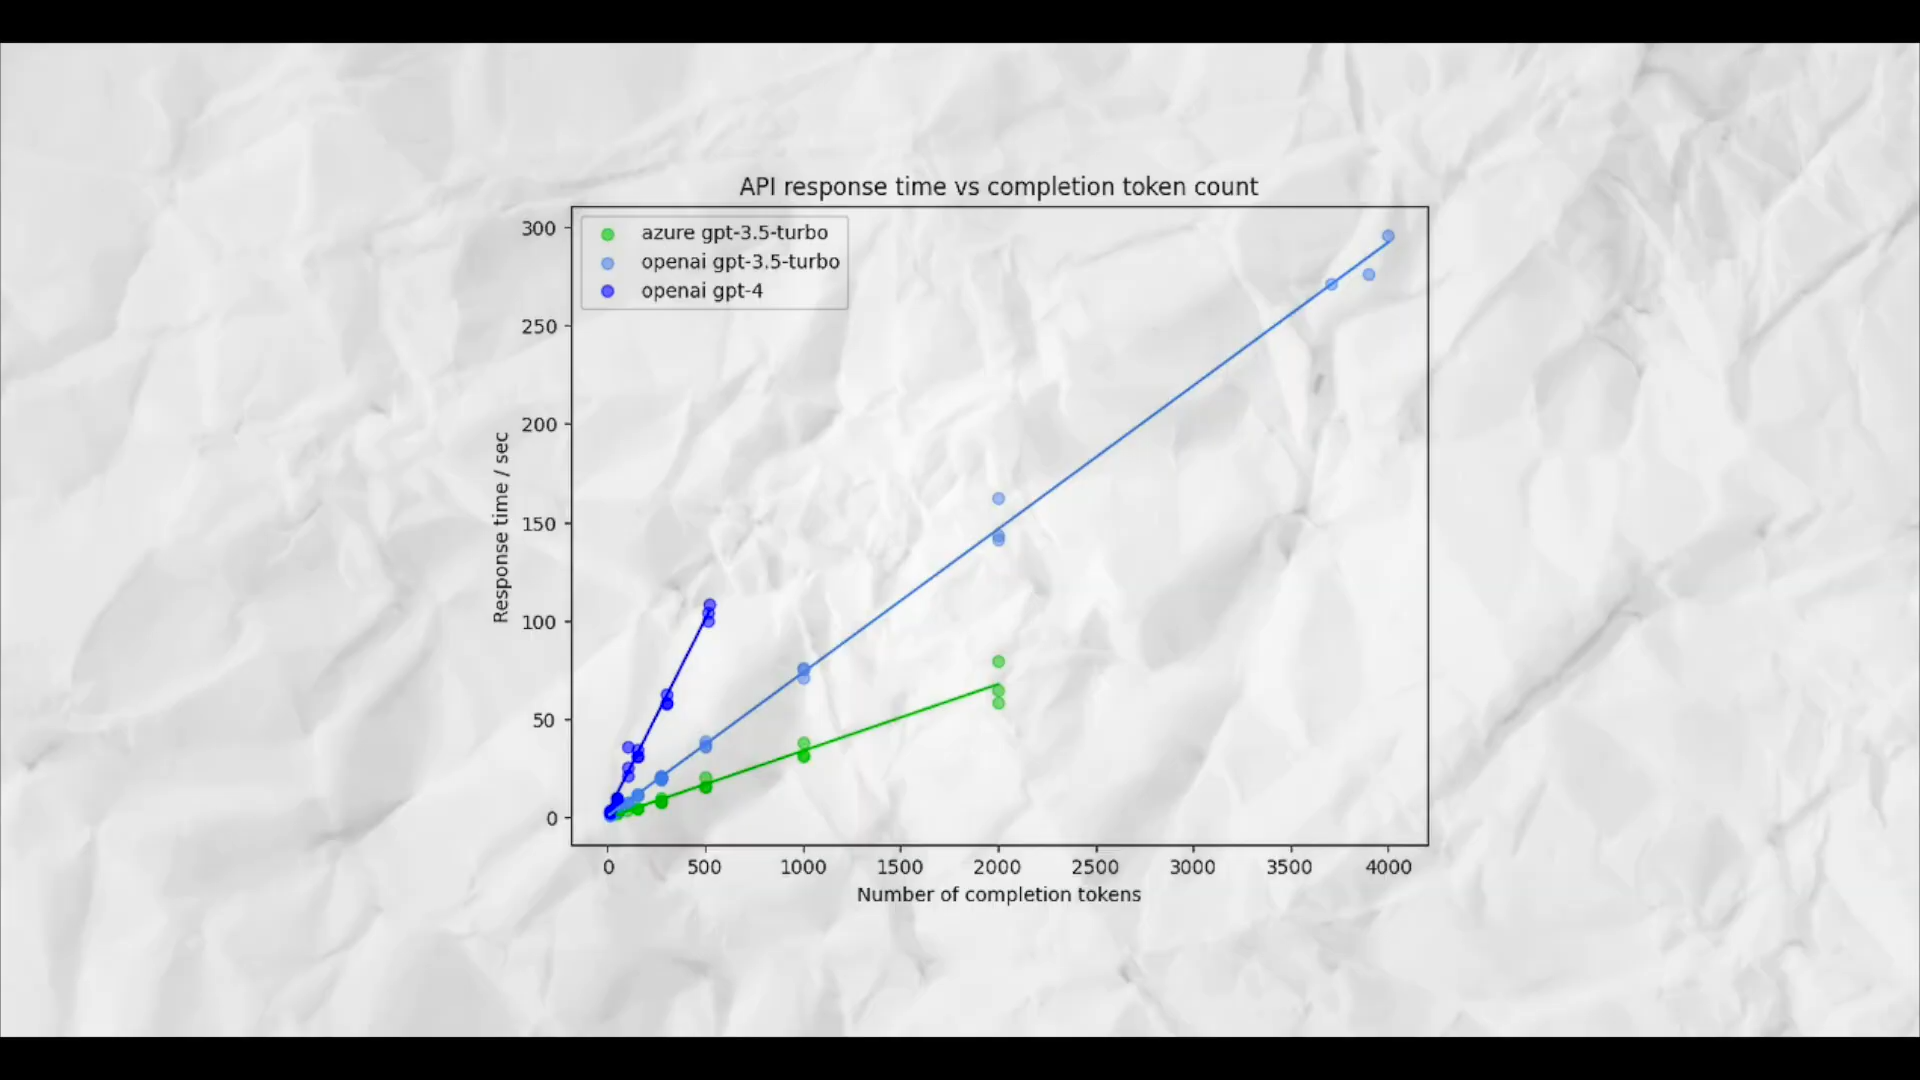 API response time vs completion token count
azure gpt-3.5-turbo
openai gpt-3.5-turbo
openai gpt-4
300
250
200
150
100
50
0
Response time / sec
0 500 1000 1500 2000 2500 3000 3500 4000
Number of completion tokens